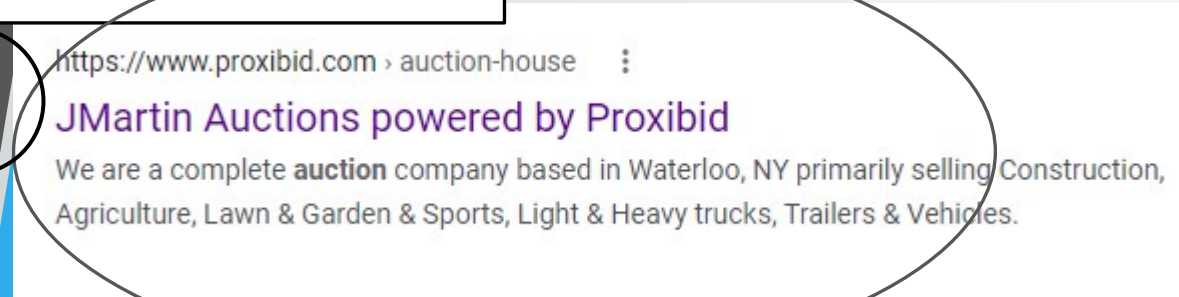 https://www.proxibid.com › auction-house
JMartin Auctions powered by Proxibid
We are a complete auction company based in Waterloo, NY primarily selling Construction,
Agriculture, Lawn & Garden & Sports, Light & Heavy trucks, Trailers & Vehicles.